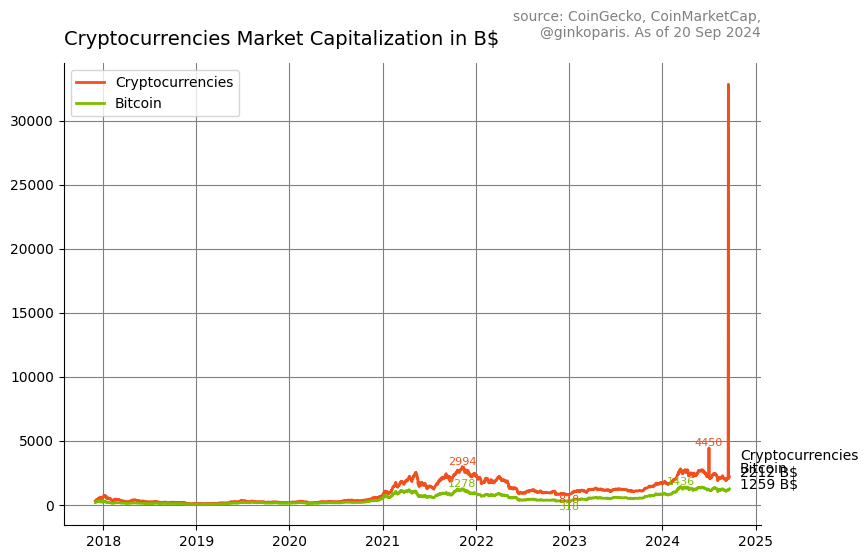 source: CoinGecko, CoinMarketCap,
@ginkoparis. As of 20 Sep 2024
Cryptocurrencies Market Capitalization in B$
Cryptocurrencies
Bitcoin
30000
25000
20000
15000
10000
5000
0
2994
1278
318
1436
4450
Cryptocurrencies
2212 B$
Bitcoin
1259 B$
2018 2019 2020 2021 2022 2023 2024 2025